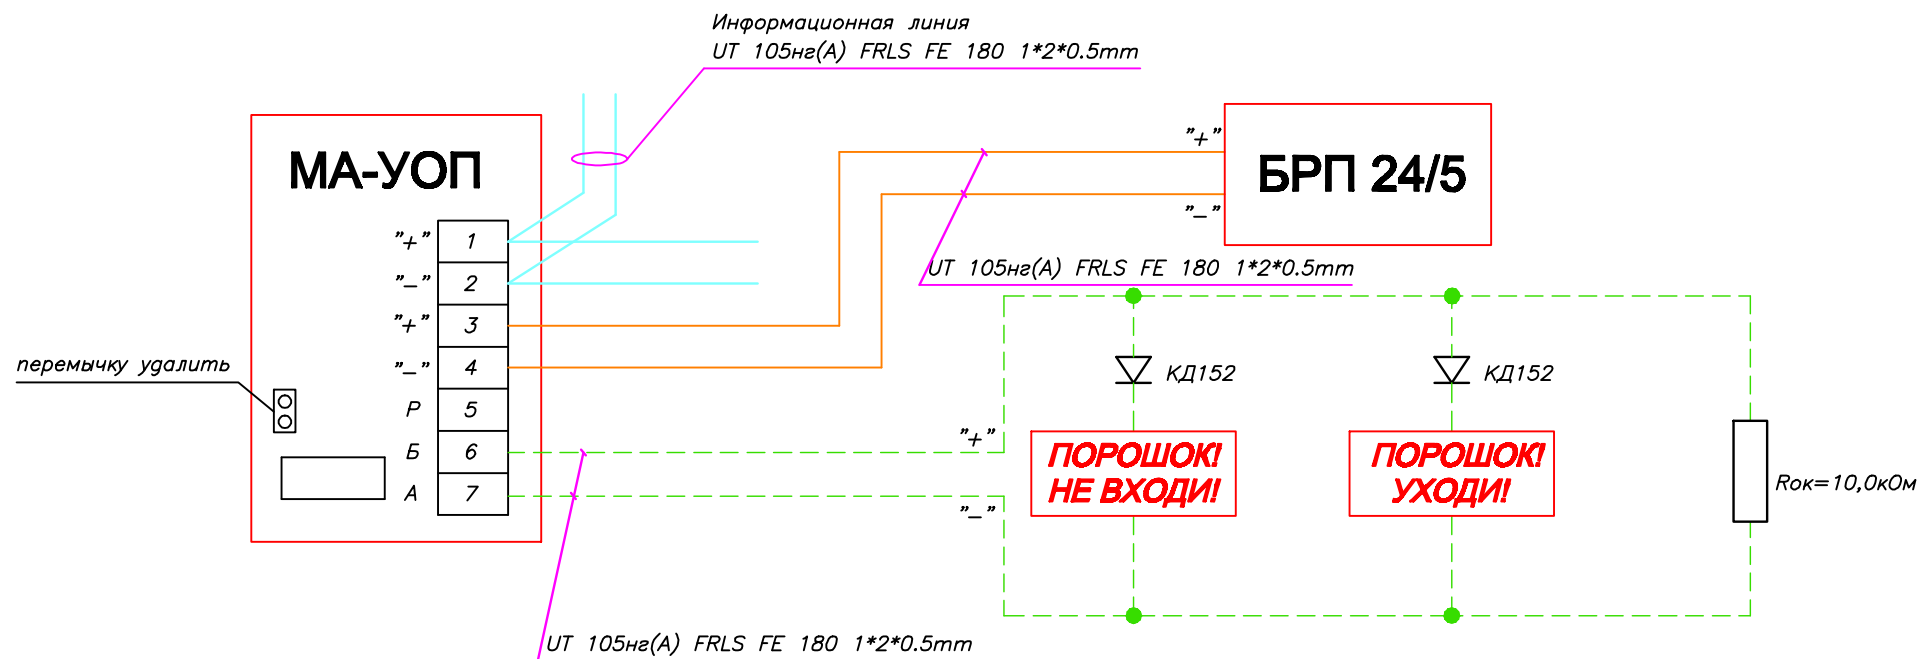 Информационная линия
UT 105нг(А) FRLS FE 180 1*2*0.5mm
МА-УОП
"+" 1
"–" 2
"+" 3
"–" 4
Р 5
Б 6
А 7
перемычку удалить
"+"
"–"
БРП 24/5
UT 105нг(А) FRLS FE 180 1*2*0.5mm
КД152
КД152
"+"
"–"
ПОРОШОК!
НЕ ВХОДИ!
ПОРОШОК!
УХОДИ!
Rок=10,0кОм
UT 105нг(А) FRLS FE 180 1*2*0.5mm